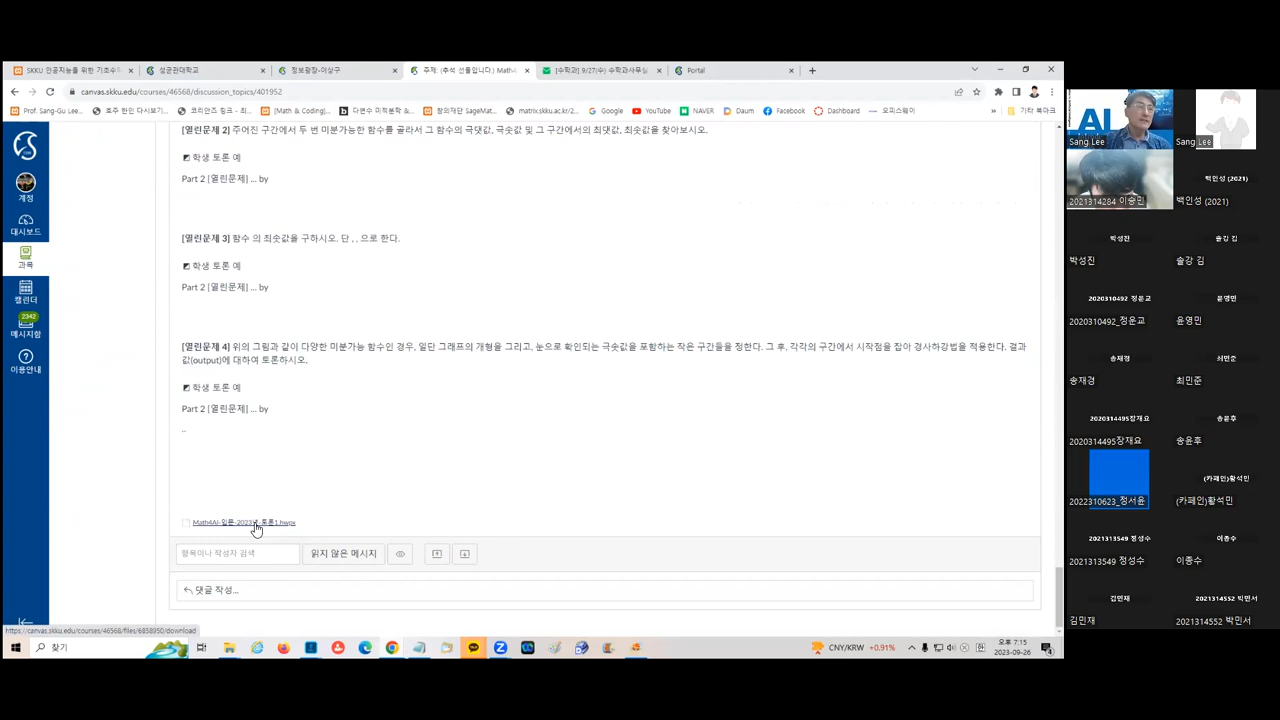 SKKU 인공지능을 위한 기초수학
성균관대학교
정보광장-이상구
주제: (추석 선물입니다.) Math4
[수학과] 9/27(수) 수학과사무실
Portal
canvas.skku.edu/courses/46568/discussion_topics/401952
Prof. Sang-Gu Lee...
호주 한인 다시보기...
코리안즈 링크 - 최...
[Math & Coding]...
다변수 미적분학 &...
창의재단 SageMat...
matrix.skku.ac.kr/2...
Google
YouTube
NAVER
Daum
Facebook
Dashboard
오피스웨이
»
기타 북마크
계정
대시보드
과목
캘린더
2342
메시지함
이용안내
[열린문제 2] 주어진 구간에서 두 번 미분가능한 함수를 골라서 그 함수의 극댓값, 극솟값 및 그 구간에서의 최댓값, 최솟값을 찾아보시오.
◩ 학생 토론 예
Part 2 [열린문제] ... by
[열린문제 3] 함수 의 최솟값을 구하시오. 단 , , 으로 한다.
◩ 학생 토론 예
Part 2 [열린문제] ... by
[열린문제 4] 위의 그림과 같이 다양한 미분가능 함수인 경우, 일단 그래프의 개형을 그리고, 눈으로 확인되는 극솟값을 포함하는 작은 구간들을 정한다. 그 후, 각각의 구간에서 시작점을 잡아 경사하강법을 적용한다. 결과
값(output)에 대하여 토론하시오.
◩ 학생 토론 예
Part 2 [열린문제] ... by
..
Math4AI-입문-2023년-토론1.hwpx
항목이나 작성자 검색
읽지 않은 메시지
댓글 작성...
https://canvas.skku.edu/courses/46568/files/6838950/download
찾기
CNY/KRW +0.91%
오후 7:15
2023-09-26
4
AI
Sang Lee
Sang Lee
2021314284 이승민
백인성 (2021)
백인성 (2021)
박성진
박성진
솔강 김
솔강 김
2020310492 정운교
2020310492_정운교
윤영민
윤영민
송재경
송재경
최민준
최민준
2020314495장재요
2020314495장재요
송윤후
송윤후
2022310623_정서윤
(카페인)황석민
(카페인)황석민
2021313549 정성수
2021313549 정성수
이종수
이종수
김민재
김민재
2021314552 박민서
2021314552 박민서